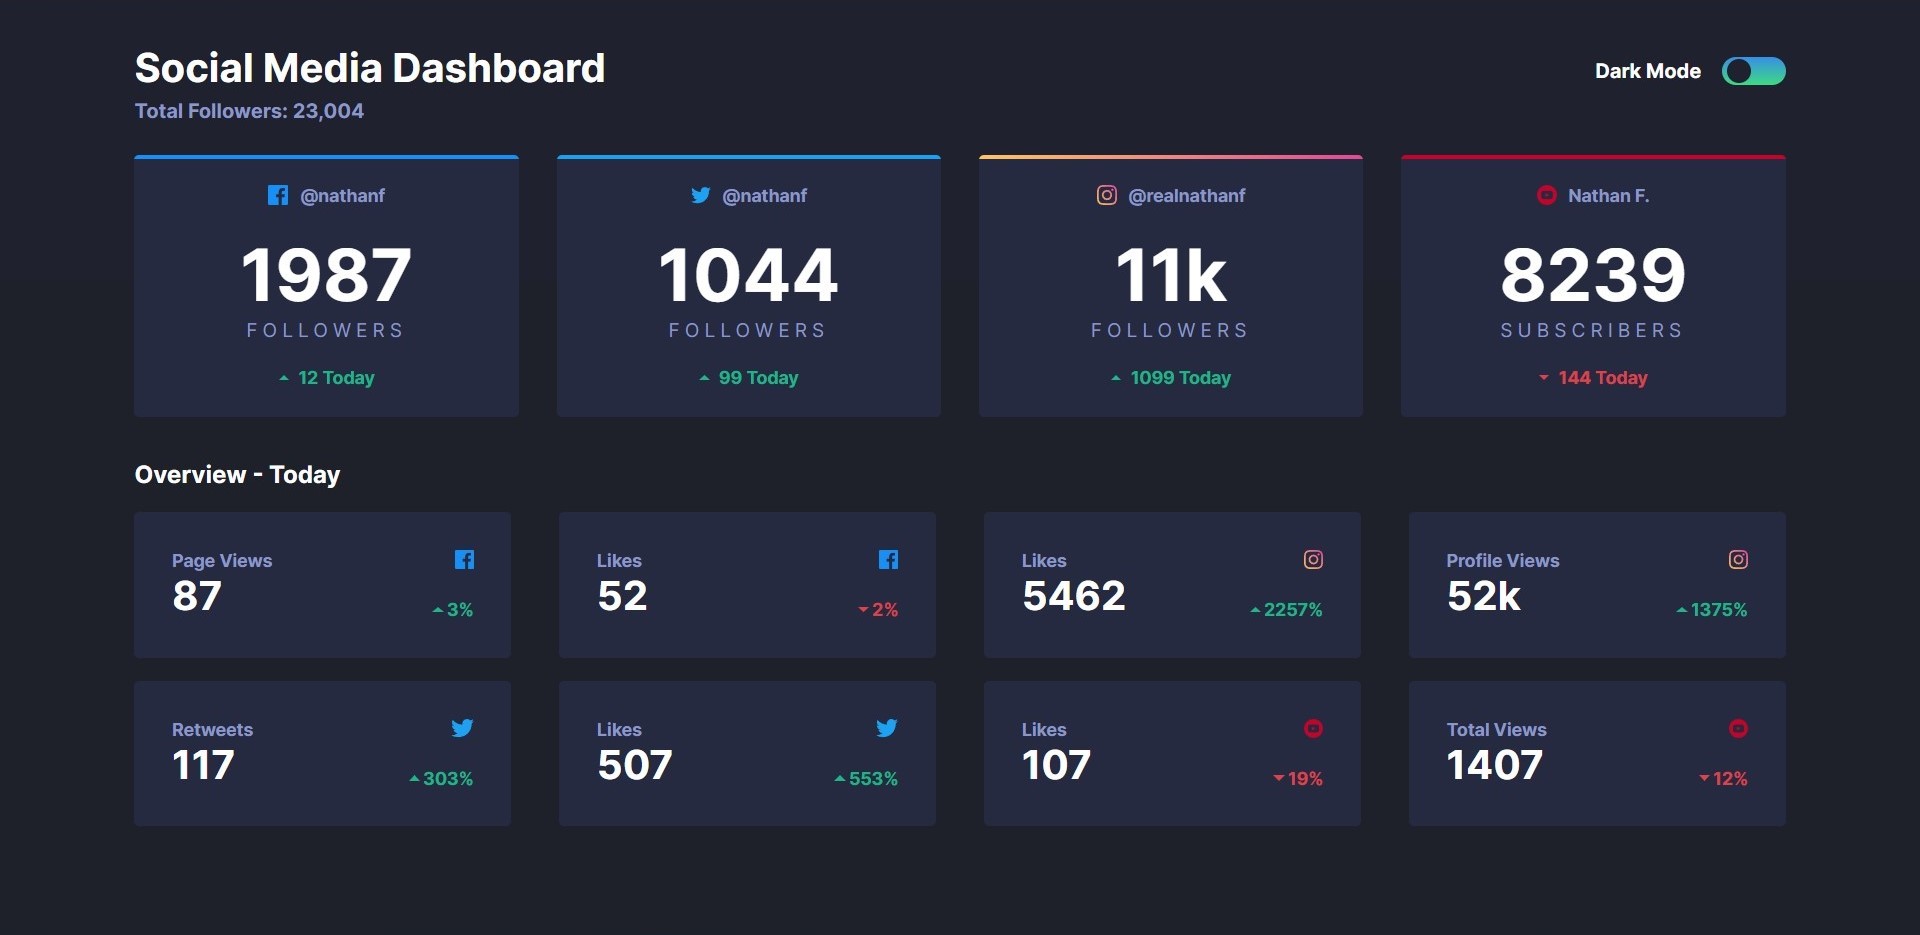 Social Media Dashboard
Dark Mode
Total Followers: 23,004
@nathanf
1987
FOLLOWERS
12 Today
@nathanf
1044
FOLLOWERS
99 Today
@realnathanf
11k
FOLLOWERS
1099 Today
Nathan F.
8239
SUBSCRIBERS
144 Today
Overview - Today
Page Views
87
3%
Likes
52
2%
Likes
5462
2257%
Profile Views
52k
1375%
Retweets
117
303%
Likes
507
553%
Likes
107
19%
Total Views
1407
12%